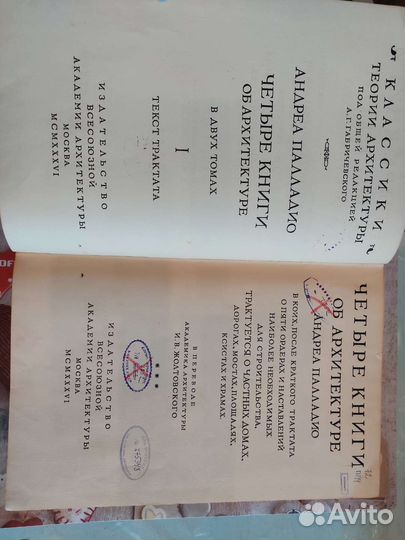 КЛАССИКИ
ТЕОРИИ АРХИТЕКТУРЫ
ПОД ОБЩЕЙ РЕДАКЦИЕЙ
А.Г.ГАБРИЧЕВСКОГО
АНДРЕА ПАЛЛАДИО
ЧЕТЫРЕ КНИГИ
ОБ АРХИТЕКТУРЕ
В ДВУХ ТОМАХ
I
ТЕКСТ ТРАКТАТА
ИЗДАТЕЛЬСТВО
ВСЕСОЮЗНОЙ
АКАДЕМИИ АРХИТЕКТУРЫ
МОСКВА
MCMXXXVI
ЧЕТЫРЕ КНИГИ
ОБ АРХИТЕКТУРЕ
АНДРЕА ПАЛЛАДИО
В КОИХ, ПОСЛЕ КРАТКОГО ТРАКТАТА
О ПЯТИ ОРДЕРАХ И НАСТАВЛЕНИЙ
НАИБОЛЕЕ НЕОБХОДИМЫХ
ДЛЯ СТРОИТЕЛЬСТВА,
ТРАКТУЕТСЯ О ЧАСТНЫХ ДОМАХ,
ДОРОГАХ, МОСТАХ, ПЛОЩАДЯХ,
КСИСТАХ И ХРАМАХ.
В ПЕРЕВОДЕ
АКАДЕМИКА АРХИТЕКТУРЫ
И.В.ЖОЛТОВСКОГО
***
ИЗДАТЕЛЬСТВО
ВСЕСОЮЗНОЙ
АКАДЕМИИ АРХИТЕКТУРЫ
МОСКВА
MCMXXXVI
Avito